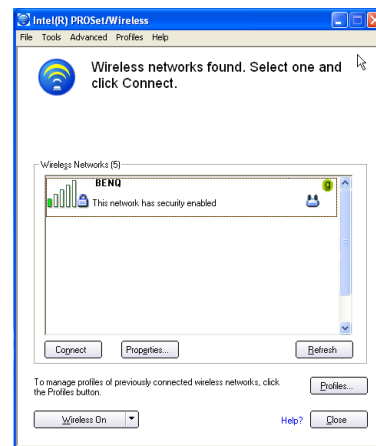 Intel(R) PROSet/Wireless
File Tools Advanced Profiles Help
Wireless networks found. Select one and
click Connect.
Wireless Networks (5)
BENQ
g
This network has security enabled
Connect
Properties...
Refresh
To manage profiles of previously connected wireless networks, click
the Profiles button.
Profiles...
Wireless On
Help?
Close